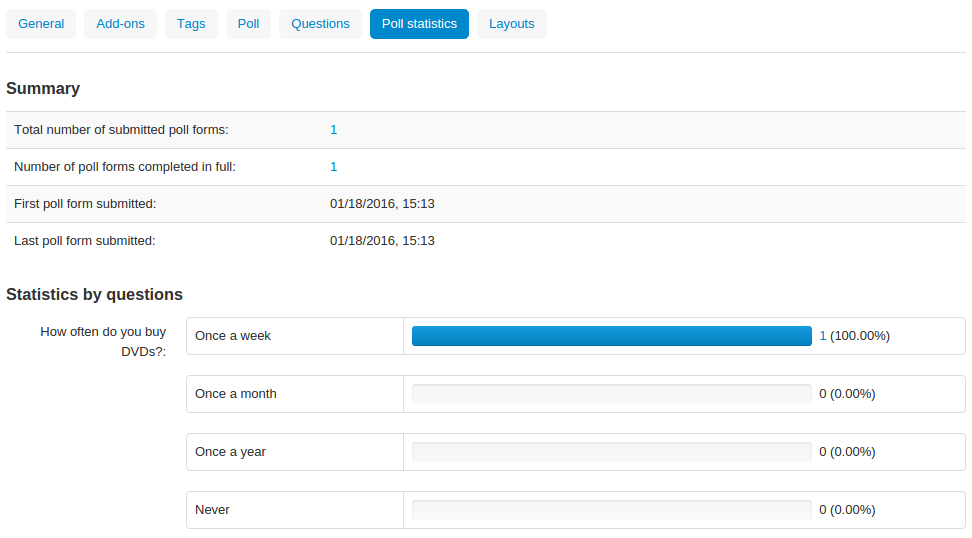 General Add-ons Tags Poll Questions Poll statistics Layouts
Summary
Total number of submitted poll forms: 1
Number of poll forms completed in full: 1
First poll form submitted: 01/18/2016, 15:13
Last poll form submitted: 01/18/2016, 15:13
Statistics by questions
How often do you buy
DVDs?:
Once a week 1 (100.00%)
Once a month 0 (0.00%)
Once a year 0 (0.00%)
Never 0 (0.00%)